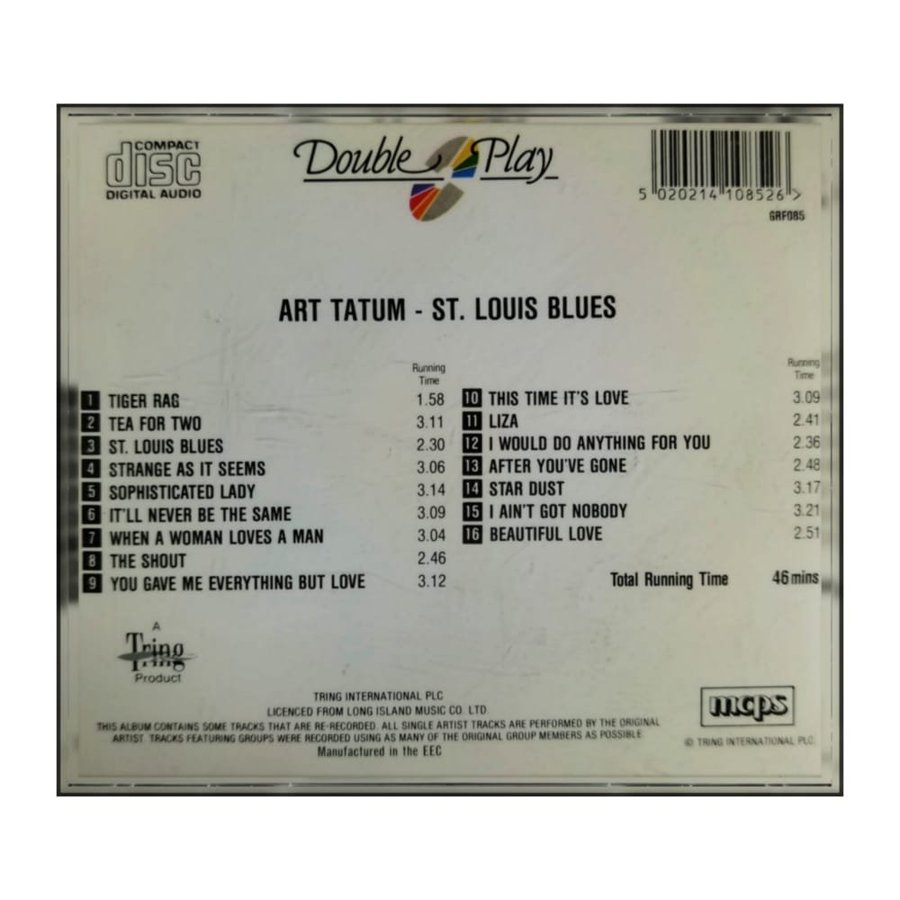 COMPACT
disc
DIGITAL AUDIO
Double Play
5 020214 108526 >
GRF085
ART TATUM - ST. LOUIS BLUES
Running
Time
1 TIGER RAG 1.58
2 TEA FOR TWO 3.11
3 ST. LOUIS BLUES 2.30
4 STRANGE AS IT SEEMS 3.06
5 SOPHISTICATED LADY 3.14
6 IT'LL NEVER BE THE SAME 3.09
7 WHEN A WOMAN LOVES A MAN 3.04
8 THE SHOUT 2.46
9 YOU GAVE ME EVERYTHING BUT LOVE 3.12
Running
Time
10 THIS TIME IT'S LOVE 3.09
11 LIZA 2.41
12 I WOULD DO ANYTHING FOR YOU 2.36
13 AFTER YOU'VE GONE 2.48
14 STAR DUST 3.17
15 I AIN'T GOT NOBODY 3.21
16 BEAUTIFUL LOVE 2.51
Total Running Time 46 mins
A
Tring
Product
TRING INTERNATIONAL PLC
LICENCED FROM LONG ISLAND MUSIC CO. LTD.
THIS ALBUM CONTAINS SOME TRACKS THAT ARE RE-RECORDED. ALL SINGLE ARTIST TRACKS ARE PERFORMED BY THE ORIGINAL
ARTIST. TRACKS FEATURING GROUPS WERE RECORDED USING AS MANY OF THE ORIGINAL GROUP MEMBERS AS POSSIBLE.
Manufactured in the EEC
mcps
© TRING INTERNATIONAL PLC.